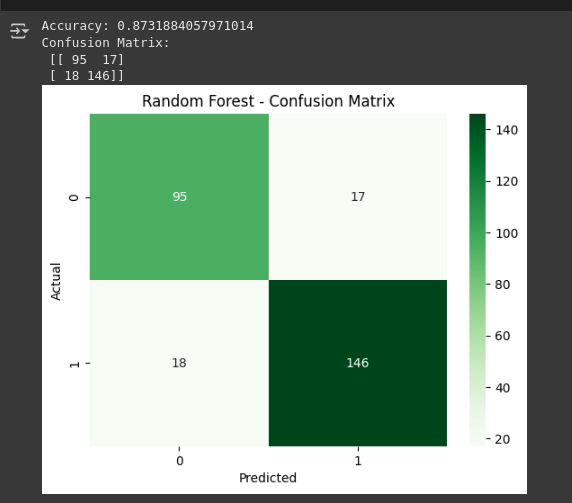 Accuracy: 0.8731884057971014
Confusion Matrix:
[[ 95  17]
[ 18 146]]
Random Forest - Confusion Matrix
95
17
18
146
0
1
Actual
0
1
Predicted
140
120
100
80
60
40
20